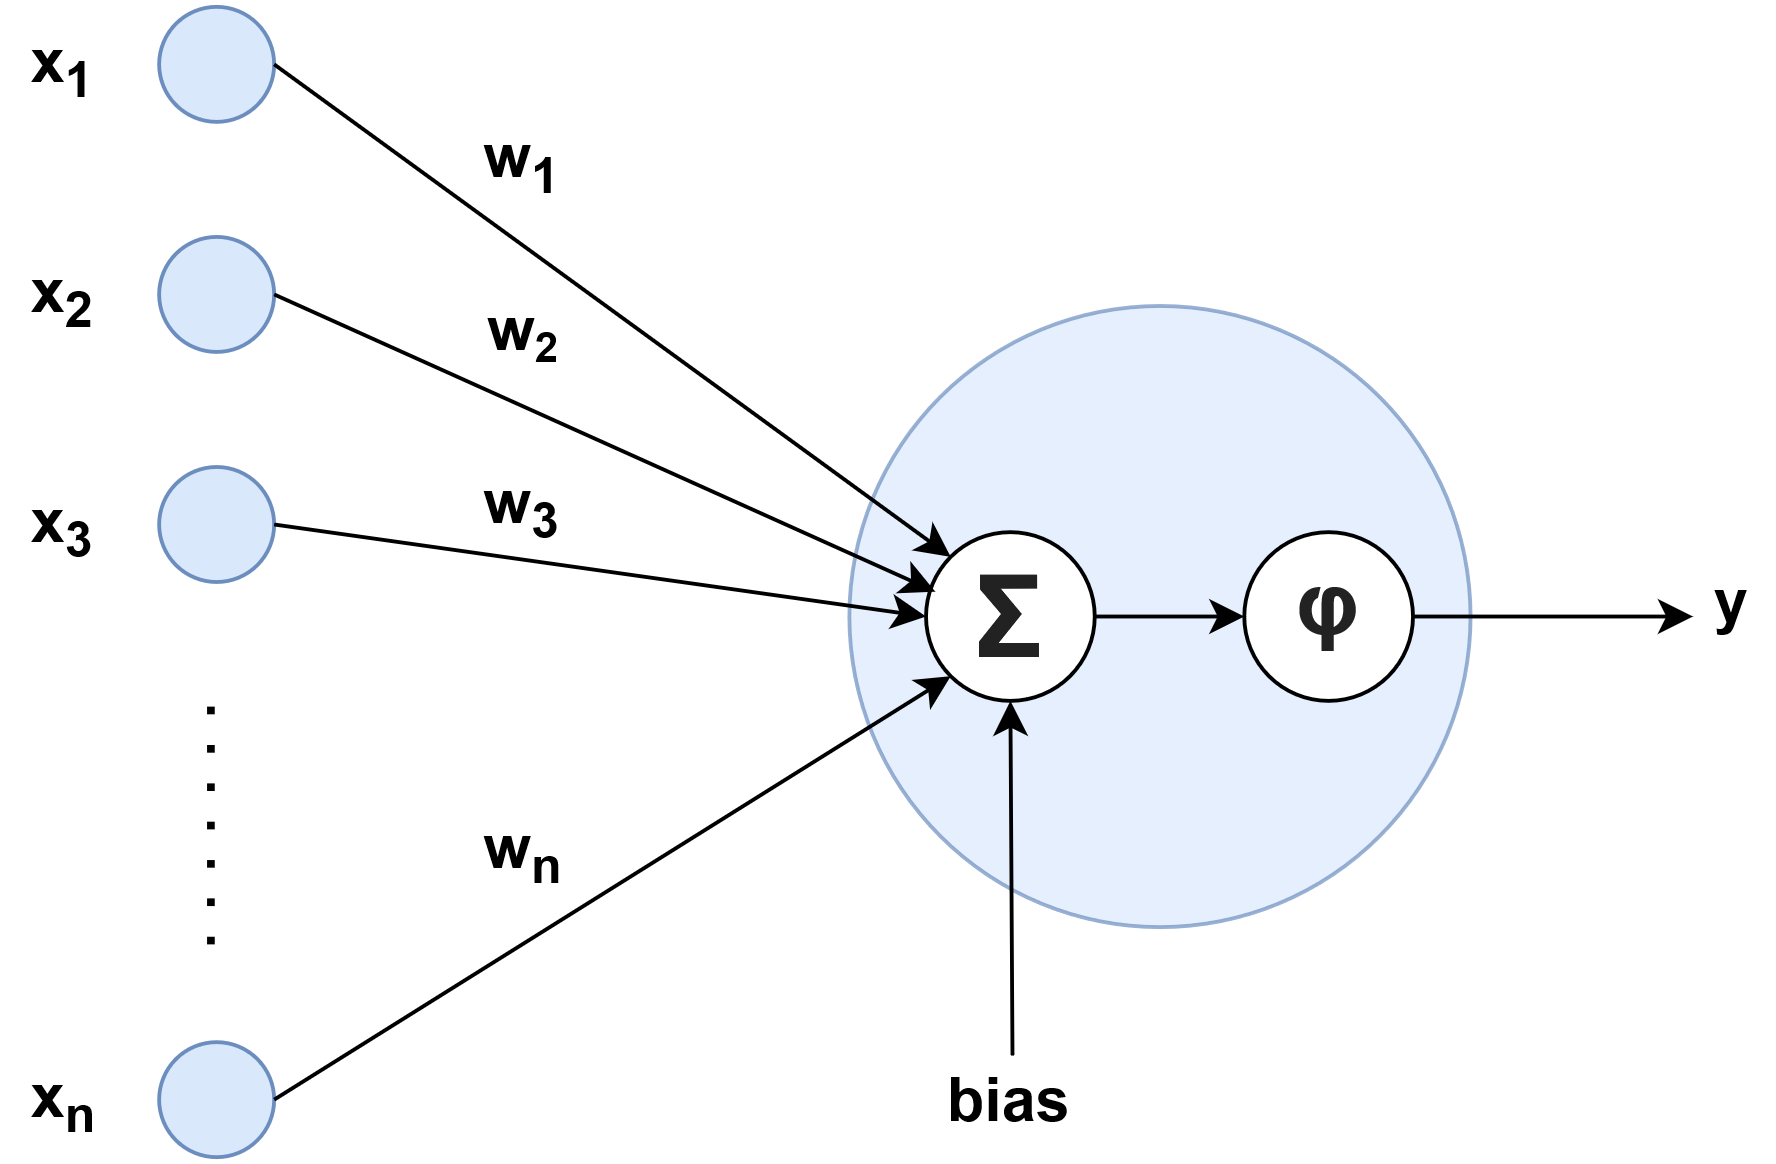 x₁
w₁
x₂
w₂
x₃
w₃
Σ
φ
y
wₙ
xₙ
bias